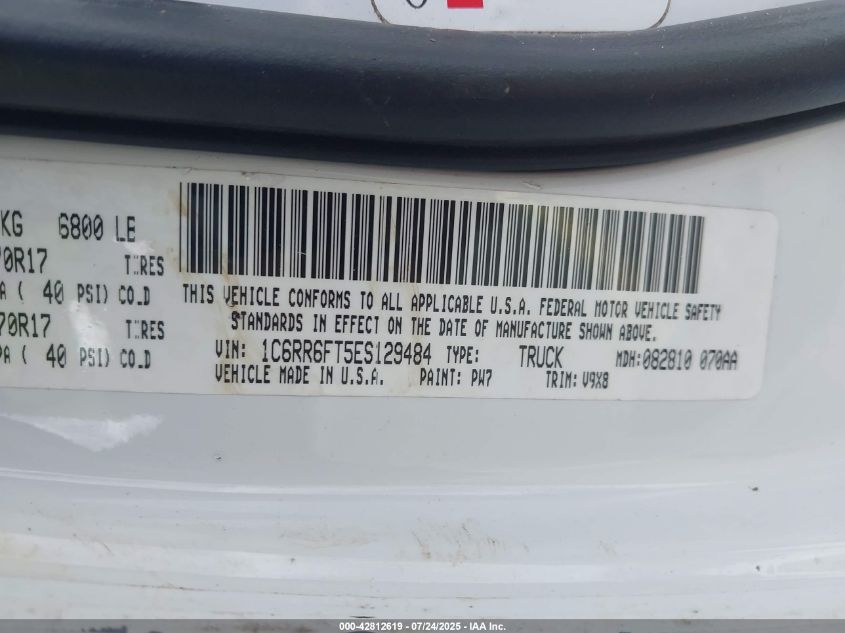 KG 6800 LB
70R17 TIRES
PA ( 40 PSI) COLD
70R17 TIRES
PA ( 40 PSI) COLD
THIS VEHICLE CONFORMS TO ALL APPLICABLE U.S.A. FEDERAL MOTOR VEHICLE SAFETY
STANDARDS IN EFFECT ON THE DATE OF MANUFACTURE SHOWN ABOVE.
VIN: 1C6RR6FT5ES129484 TYPE: TRUCK MDH:082810 070AA
VEHICLE MADE IN U.S.A. PAINT: PW7 TRIM: V9X8
000-42812619 - 07/24/2025 - IAA Inc.